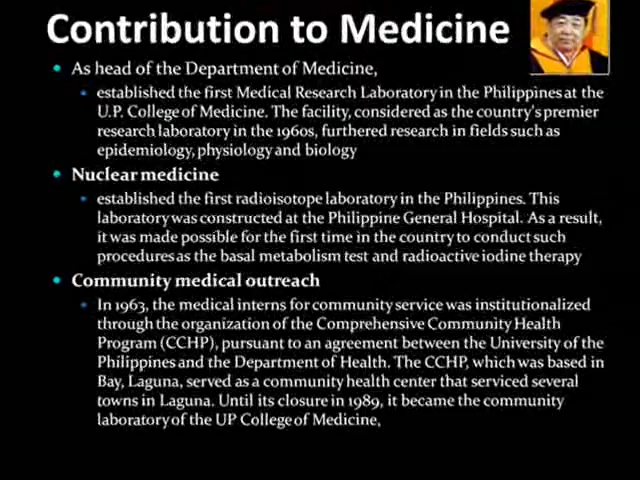 Contribution to Medicine
As head of the Department of Medicine,
established the first Medical Research Laboratory in the Philippines at the
U.P. College of Medicine. The facility, considered as the country's premier
research laboratory in the 1960s, furthered research in fields such as
epidemiology, physiology and biology
Nuclear medicine
established the first radioisotope laboratory in the Philippines. This
laboratory was constructed at the Philippine General Hospital. As a result,
it was made possible for the first time in the country to conduct such
procedures as the basal metabolism test and radioactive iodine therapy
Community medical outreach
In 1963, the medical interns for community service was institutionalized
through the organization of the Comprehensive Community Health
Program (CCHP), pursuant to an agreement between the University of the
Philippines and the Department of Health. The CCHP, which was based in
Bay, Laguna, served as a community health center that serviced several
towns in Laguna. Until its closure in 1989, it became the community
laboratory of the UP College of Medicine,